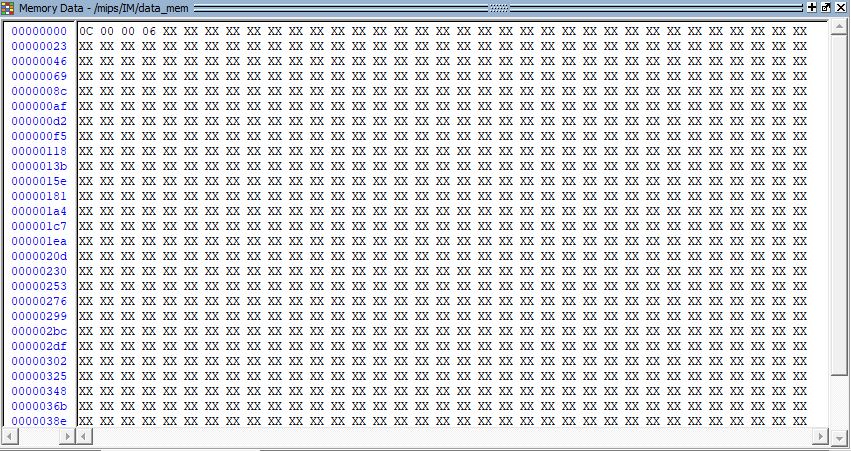 Memory Data - /mips/IM/data_mem
00000000 0C 00 00 06 XX XX XX XX XX XX XX XX XX XX XX XX XX XX XX XX XX XX XX XX XX XX XX XX XX XX XX XX XX XX XX
00000023 XX XX XX XX XX XX XX XX XX XX XX XX XX XX XX XX XX XX XX XX XX XX XX XX XX XX XX XX XX XX XX XX XX XX XX
00000046 XX XX XX XX XX XX XX XX XX XX XX XX XX XX XX XX XX XX XX XX XX XX XX XX XX XX XX XX XX XX XX XX XX XX XX
00000069 XX XX XX XX XX XX XX XX XX XX XX XX XX XX XX XX XX XX XX XX XX XX XX XX XX XX XX XX XX XX XX XX XX XX XX
0000008c XX XX XX XX XX XX XX XX XX XX XX XX XX XX XX XX XX XX XX XX XX XX XX XX XX XX XX XX XX XX XX XX XX XX XX
000000af XX XX XX XX XX XX XX XX XX XX XX XX XX XX XX XX XX XX XX XX XX XX XX XX XX XX XX XX XX XX XX XX XX XX XX
000000d2 XX XX XX XX XX XX XX XX XX XX XX XX XX XX XX XX XX XX XX XX XX XX XX XX XX XX XX XX XX XX XX XX XX XX XX
000000f5 XX XX XX XX XX XX XX XX XX XX XX XX XX XX XX XX XX XX XX XX XX XX XX XX XX XX XX XX XX XX XX XX XX XX XX
00000118 XX XX XX XX XX XX XX XX XX XX XX XX XX XX XX XX XX XX XX XX XX XX XX XX XX XX XX XX XX XX XX XX XX XX XX
0000013b XX XX XX XX XX XX XX XX XX XX XX XX XX XX XX XX XX XX XX XX XX XX XX XX XX XX XX XX XX XX XX XX XX XX XX
0000015e XX XX XX XX XX XX XX XX XX XX XX XX XX XX XX XX XX XX XX XX XX XX XX XX XX XX XX XX XX XX XX XX XX XX XX
00000181 XX XX XX XX XX XX XX XX XX XX XX XX XX XX XX XX XX XX XX XX XX XX XX XX XX XX XX XX XX XX XX XX XX XX XX
000001a4 XX XX XX XX XX XX XX XX XX XX XX XX XX XX XX XX XX XX XX XX XX XX XX XX XX XX XX XX XX XX XX XX XX XX XX
000001c7 XX XX XX XX XX XX XX XX XX XX XX XX XX XX XX XX XX XX XX XX XX XX XX XX XX XX XX XX XX XX XX XX XX XX XX
000001ea XX XX XX XX XX XX XX XX XX XX XX XX XX XX XX XX XX XX XX XX XX XX XX XX XX XX XX XX XX XX XX XX XX XX XX
0000020d XX XX XX XX XX XX XX XX XX XX XX XX XX XX XX XX XX XX XX XX XX XX XX XX XX XX XX XX XX XX XX XX XX XX XX
00000230 XX XX XX XX XX XX XX XX XX XX XX XX XX XX XX XX XX XX XX XX XX XX XX XX XX XX XX XX XX XX XX XX XX XX XX
00000253 XX XX XX XX XX XX XX XX XX XX XX XX XX XX XX XX XX XX XX XX XX XX XX XX XX XX XX XX XX XX XX XX XX XX XX
00000276 XX XX XX XX XX XX XX XX XX XX XX XX XX XX XX XX XX XX XX XX XX XX XX XX XX XX XX XX XX XX XX XX XX XX XX
00000299 XX XX XX XX XX XX XX XX XX XX XX XX XX XX XX XX XX XX XX XX XX XX XX XX XX XX XX XX XX XX XX XX XX XX XX
000002bc XX XX XX XX XX XX XX XX XX XX XX XX XX XX XX XX XX XX XX XX XX XX XX XX XX XX XX XX XX XX XX XX XX XX XX
000002df XX XX XX XX XX XX XX XX XX XX XX XX XX XX XX XX XX XX XX XX XX XX XX XX XX XX XX XX XX XX XX XX XX XX XX
00000302 XX XX XX XX XX XX XX XX XX XX XX XX XX XX XX XX XX XX XX XX XX XX XX XX XX XX XX XX XX XX XX XX XX XX XX
00000325 XX XX XX XX XX XX XX XX XX XX XX XX XX XX XX XX XX XX XX XX XX XX XX XX XX XX XX XX XX XX XX XX XX XX XX
00000348 XX XX XX XX XX XX XX XX XX XX XX XX XX XX XX XX XX XX XX XX XX XX XX XX XX XX XX XX XX XX XX XX XX XX XX
0000036b XX XX XX XX XX XX XX XX XX XX XX XX XX XX XX XX XX XX XX XX XX XX XX XX XX XX XX XX XX XX XX XX XX XX XX
0000038e XX XX XX XX XX XX XX XX XX XX XX XX XX XX XX XX XX XX XX XX XX XX XX XX XX XX XX XX XX XX XX XX XX XX XX